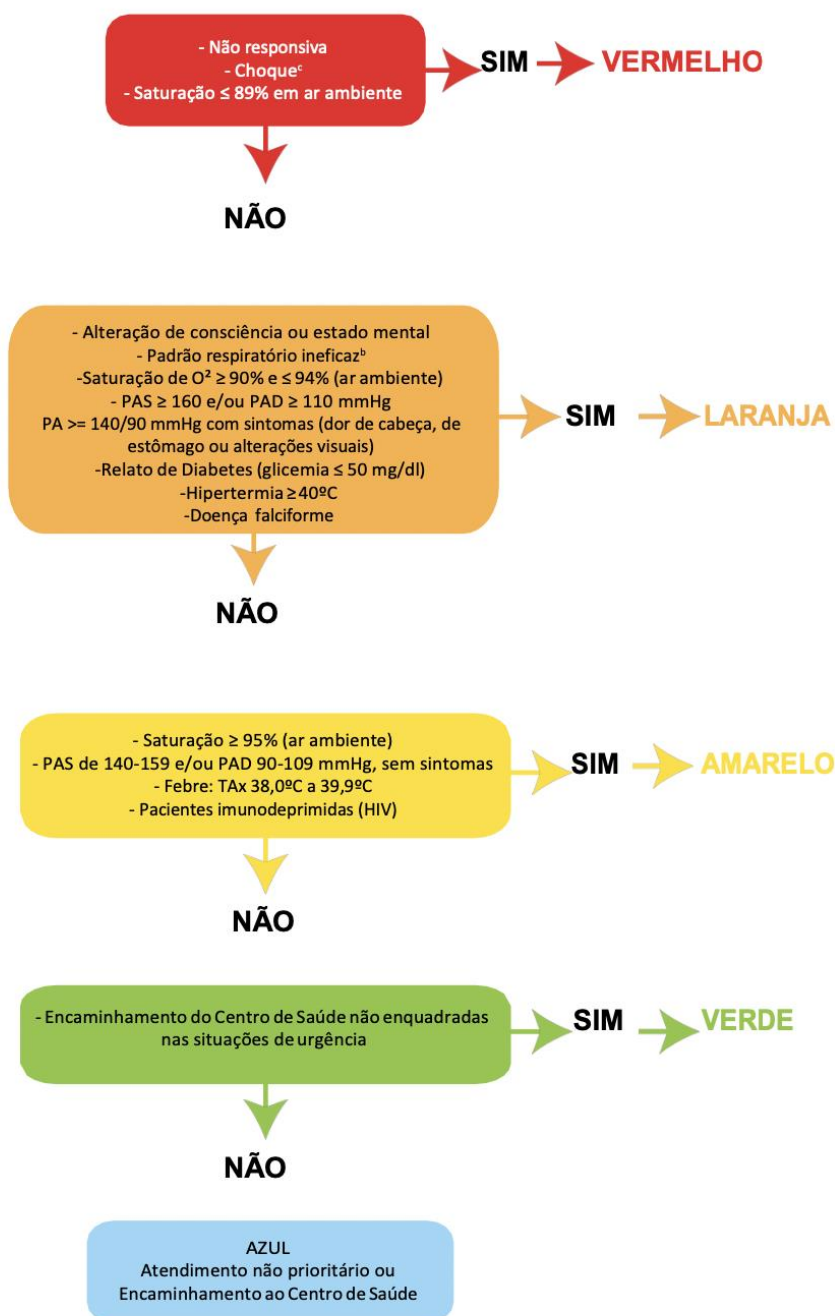 - Não responsiva
- Choqueᶜ
- Saturação ≤ 89% em ar ambiente
SIM
VERMELHO
NÃO
- Alteração de consciência ou estado mental
- Padrão respiratório ineficazᵇ
-Saturação de O² ≥ 90% e ≤ 94% (ar ambiente)
- PAS ≥ 160 e/ou PAD ≥ 110 mmHg
PA >= 140/90 mmHg com sintomas (dor de cabeça, de
estômago ou alterações visuais)
-Relato de Diabetes (glicemia ≤ 50 mg/dl)
-Hipertermia ≥40ºC
-Doença falciforme
SIM
LARANJA
NÃO
- Saturação ≥ 95% (ar ambiente)
- PAS de 140-159 e/ou PAD 90-109 mmHg, sem sintomas
- Febre: TAx 38,0ºC a 39,9ºC
- Pacientes imunodeprimidas (HIV)
SIM
AMARELO
NÃO
- Encaminhamento do Centro de Saúde não enquadradas
nas situações de urgência
SIM
VERDE
NÃO
AZUL
Atendimento não prioritário ou
Encaminhamento ao Centro de Saúde